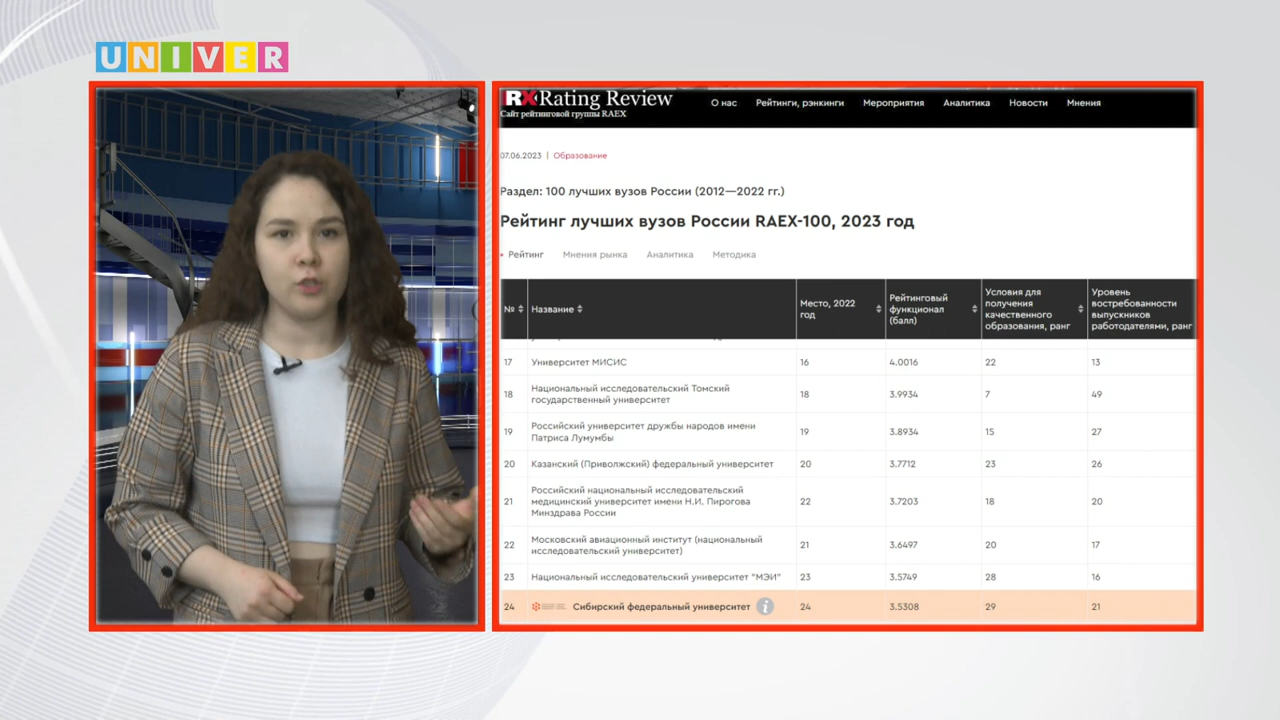 UNIVER
RX Rating Review
Сайт рейтинговой группы RAEX
О нас Рейтинги, рэнкинги Мероприятия Аналитика Новости Мнения
07.06.2023 | Образование
Раздел: 100 лучших вузов России (2012—2022 гг.)
Рейтинг лучших вузов России RAEX-100, 2023 год
Рейтинг Мнения рынка Аналитика Методика
№ Название
Место, 2022
год
Рейтинговый
функционал
(балл)
Условия для
получения
качественного
образования, ранг
Уровень
востребованности
выпускников
работодателями, ранг
17 Университет МИСИС 16 4.0016 22 13
18 Национальный исследовательский Томский
государственный университет 18 3.9934 7 49
19 Российский университет дружбы народов имени
Патриса Лумумбы 19 3.8934 15 27
20 Казанский (Приволжский) федеральный университет 20 3.7712 23 26
21 Российский национальный исследовательский
медицинский университет имени Н.И. Пирогова
Минздрава России 22 3.7203 18 20
22 Московский авиационный институт (национальный
исследовательский университет) 21 3.6497 20 17
23 Национальный исследовательский университет "МЭИ" 23 3.5749 28 16
24 Сибирский федеральный университет i 24 3.5308 29 21